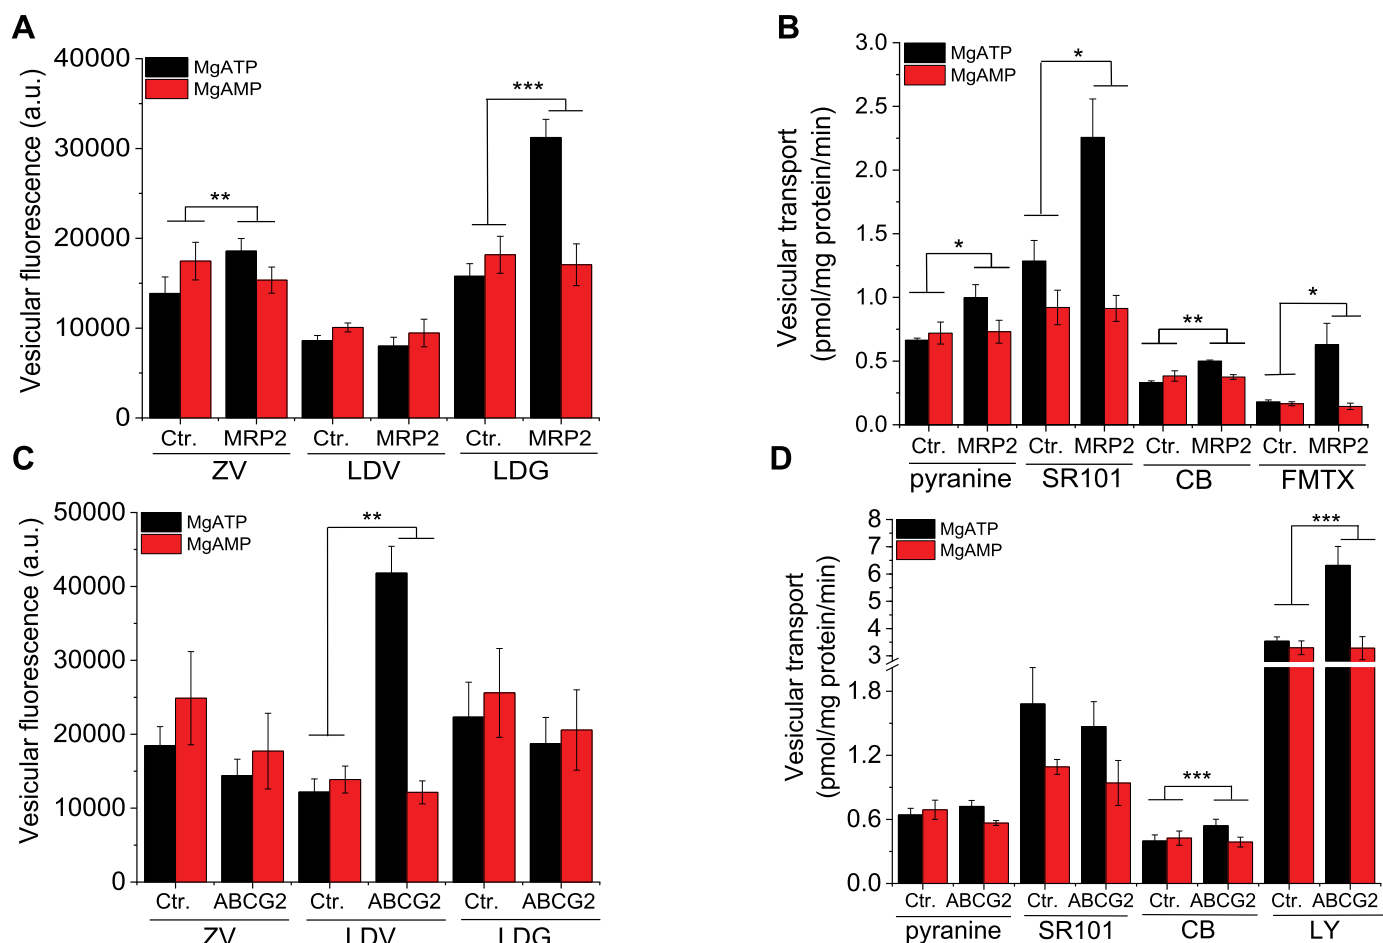 A
Vesicular fluorescence (a.u.)
40000
30000
20000
10000
0
MgATP
MgAMP
**
***
Ctr. MRP2 Ctr. MRP2 Ctr. MRP2
ZV LDV LDG
B
Vesicular transport
(pmol/mg protein/min)
3.0
2.5
2.0
1.5
1.0
0.5
0.0
MgATP
MgAMP
*
*
**
*
Ctr. MRP2 Ctr. MRP2 Ctr. MRP2 Ctr. MRP2
pyranine SR101 CB FMTX
C
Vesicular fluorescence (a.u.)
50000
40000
30000
20000
10000
0
MgATP
MgAMP
**
Ctr. ABCG2 Ctr. ABCG2 Ctr. ABCG2
ZV LDV LDG
D
Vesicular transport
(pmol/mg protein/min)
8
7
6
5
4
3
1.8
1.2
0.6
0.0
MgATP
MgAMP
***
***
Ctr. ABCG2 Ctr. ABCG2 Ctr. ABCG2 Ctr. ABCG2
pyranine SR101 CB LY